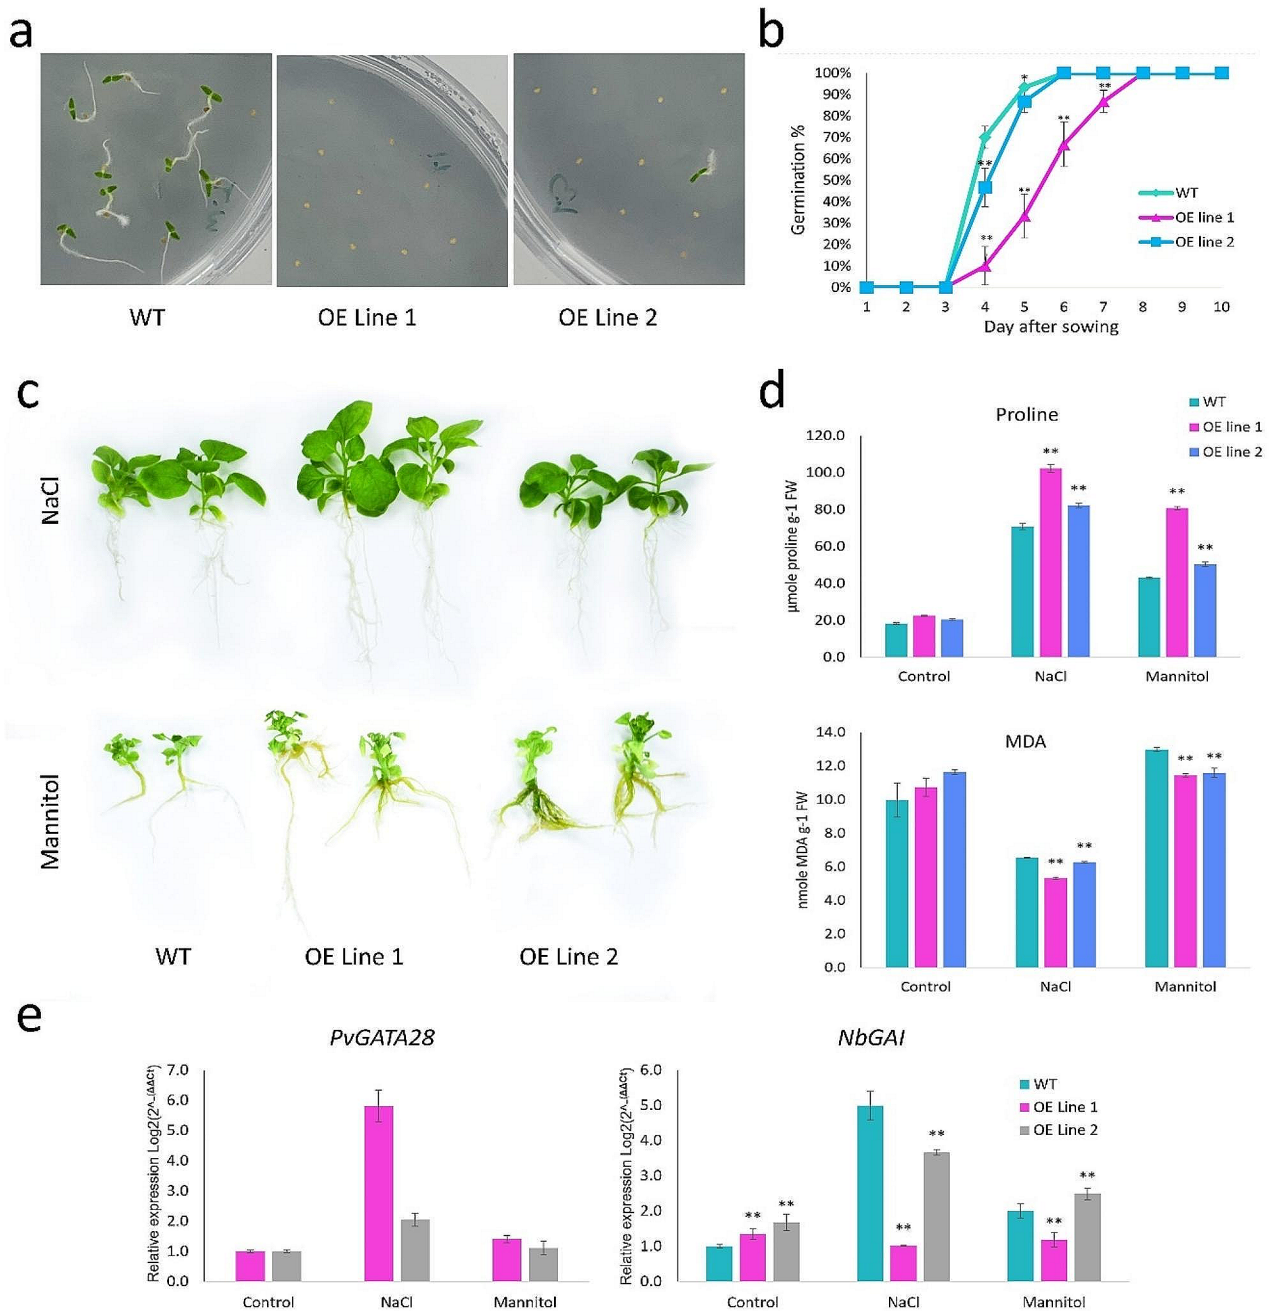 a
WT
OE Line 1
OE Line 2
b
Germination %
100%
90%
80%
70%
60%
50%
40%
30%
20%
10%
0%
**
*
**
**
**
**
WT
OE line 1
OE line 2
1 2 3 4 5 6 7 8 9 10
Day after sowing
c
NaCl
Mannitol
WT
OE Line 1
OE Line 2
d
Proline
WT
OE line 1
OE line 2
µmole proline g-1 FW
120.0
100.0
80.0
60.0
40.0
20.0
0.0
** ** ** **
Control NaCl Mannitol
MDA
nmole MDA g-1 FW
14.0
12.0
10.0
8.0
6.0
4.0
2.0
0.0
** ** ** **
Control NaCl Mannitol
e
PvGATA28
Relative expression Log2(2^-(ΔΔCt)
7.0
6.0
5.0
4.0
3.0
2.0
1.0
0.0
Control NaCl Mannitol
NbGAI
Relative expression Log2(2^-(ΔΔCt)
6.0
5.0
4.0
3.0
2.0
1.0
0.0
** ** ** ** ** **
WT
OE Line 1
OE Line 2
Control NaCl Mannitol